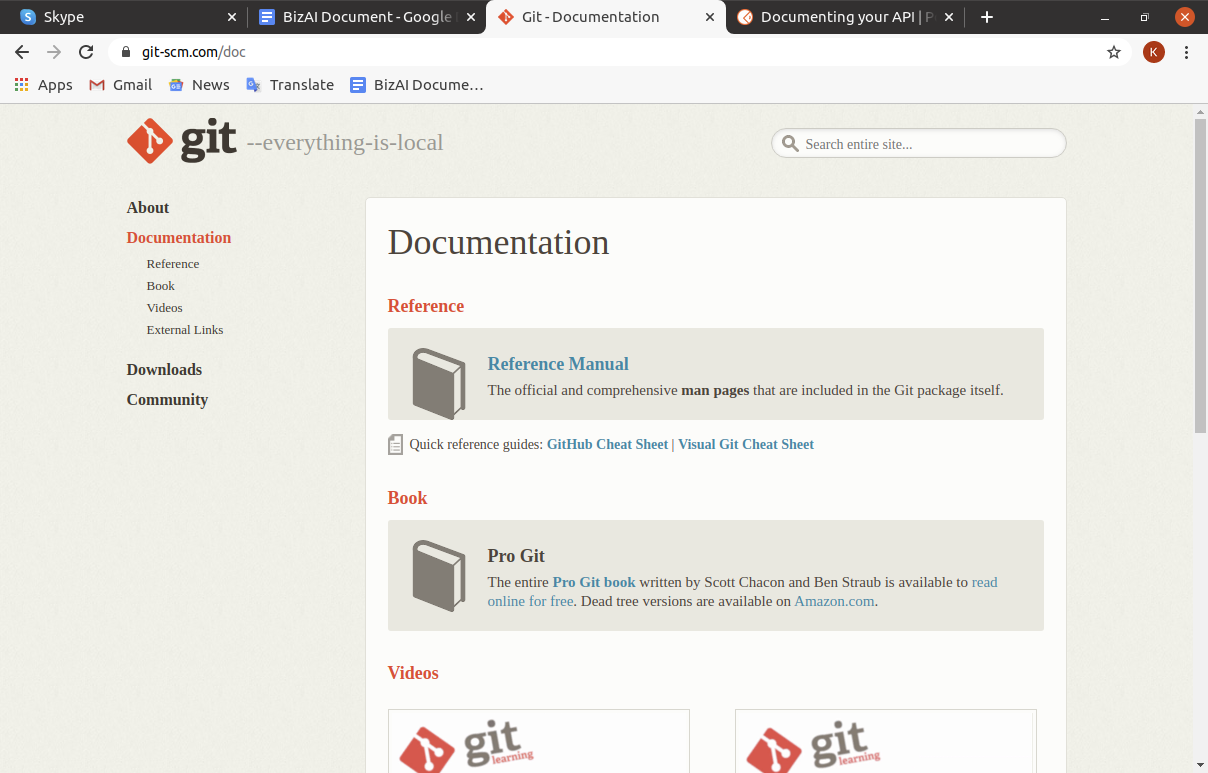 Skype
BizAI Document - Google
Git - Documentation
Documenting your API |
git-scm.com/doc
K
Apps
Gmail
News
Translate
BizAI Docume…
git --everything-is-local
Search entire site...
About
Documentation
Reference
Book
Videos
External Links
Downloads
Community
Documentation
Reference
Reference Manual
The official and comprehensive man pages that are included in the Git package itself.
Quick reference guides: GitHub Cheat Sheet | Visual Git Cheat Sheet
Book
Pro Git
The entire Pro Git book written by Scott Chacon and Ben Straub is available to read
online for free. Dead tree versions are available on Amazon.com.
Videos
git learning
git learning